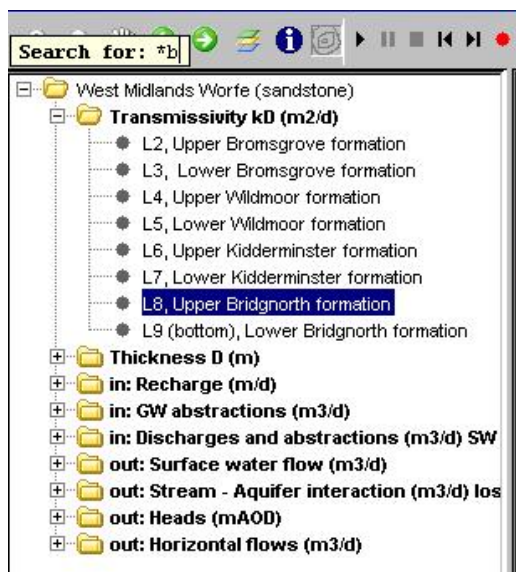 Search for: *b
West Midlands Worfe (sandstone)
Transmissivity kD (m2/d)
L2, Upper Bromsgrove formation
L3, Lower Bromsgrove formation
L4, Upper Wildmoor formation
L5, Lower Wildmoor formation
L6, Upper Kidderminster formation
L7, Lower Kidderminster formation
L8, Upper Bridgnorth formation
L9 (bottom), Lower Bridgnorth formation
Thickness D (m)
in: Recharge (m/d)
in: GW abstractions (m3/d)
in: Discharges and abstractions (m3/d) SW
out: Surface water flow (m3/d)
out: Stream - Aquifer interaction (m3/d) los
out: Heads (mAOD)
out: Horizontal flows (m3/d)